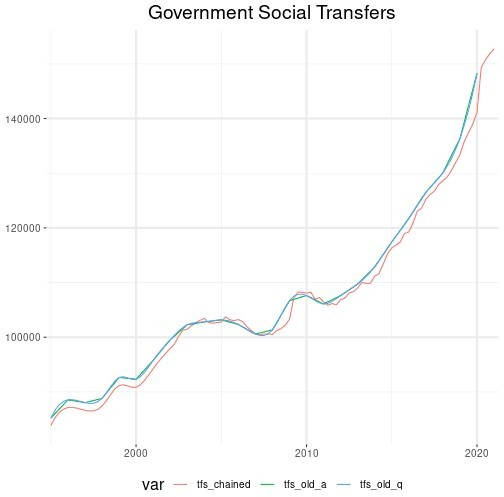 Government Social Transfers
140000
120000
100000
2000 2010 2020
var tfs_chained tfs_old_a tfs_old_q